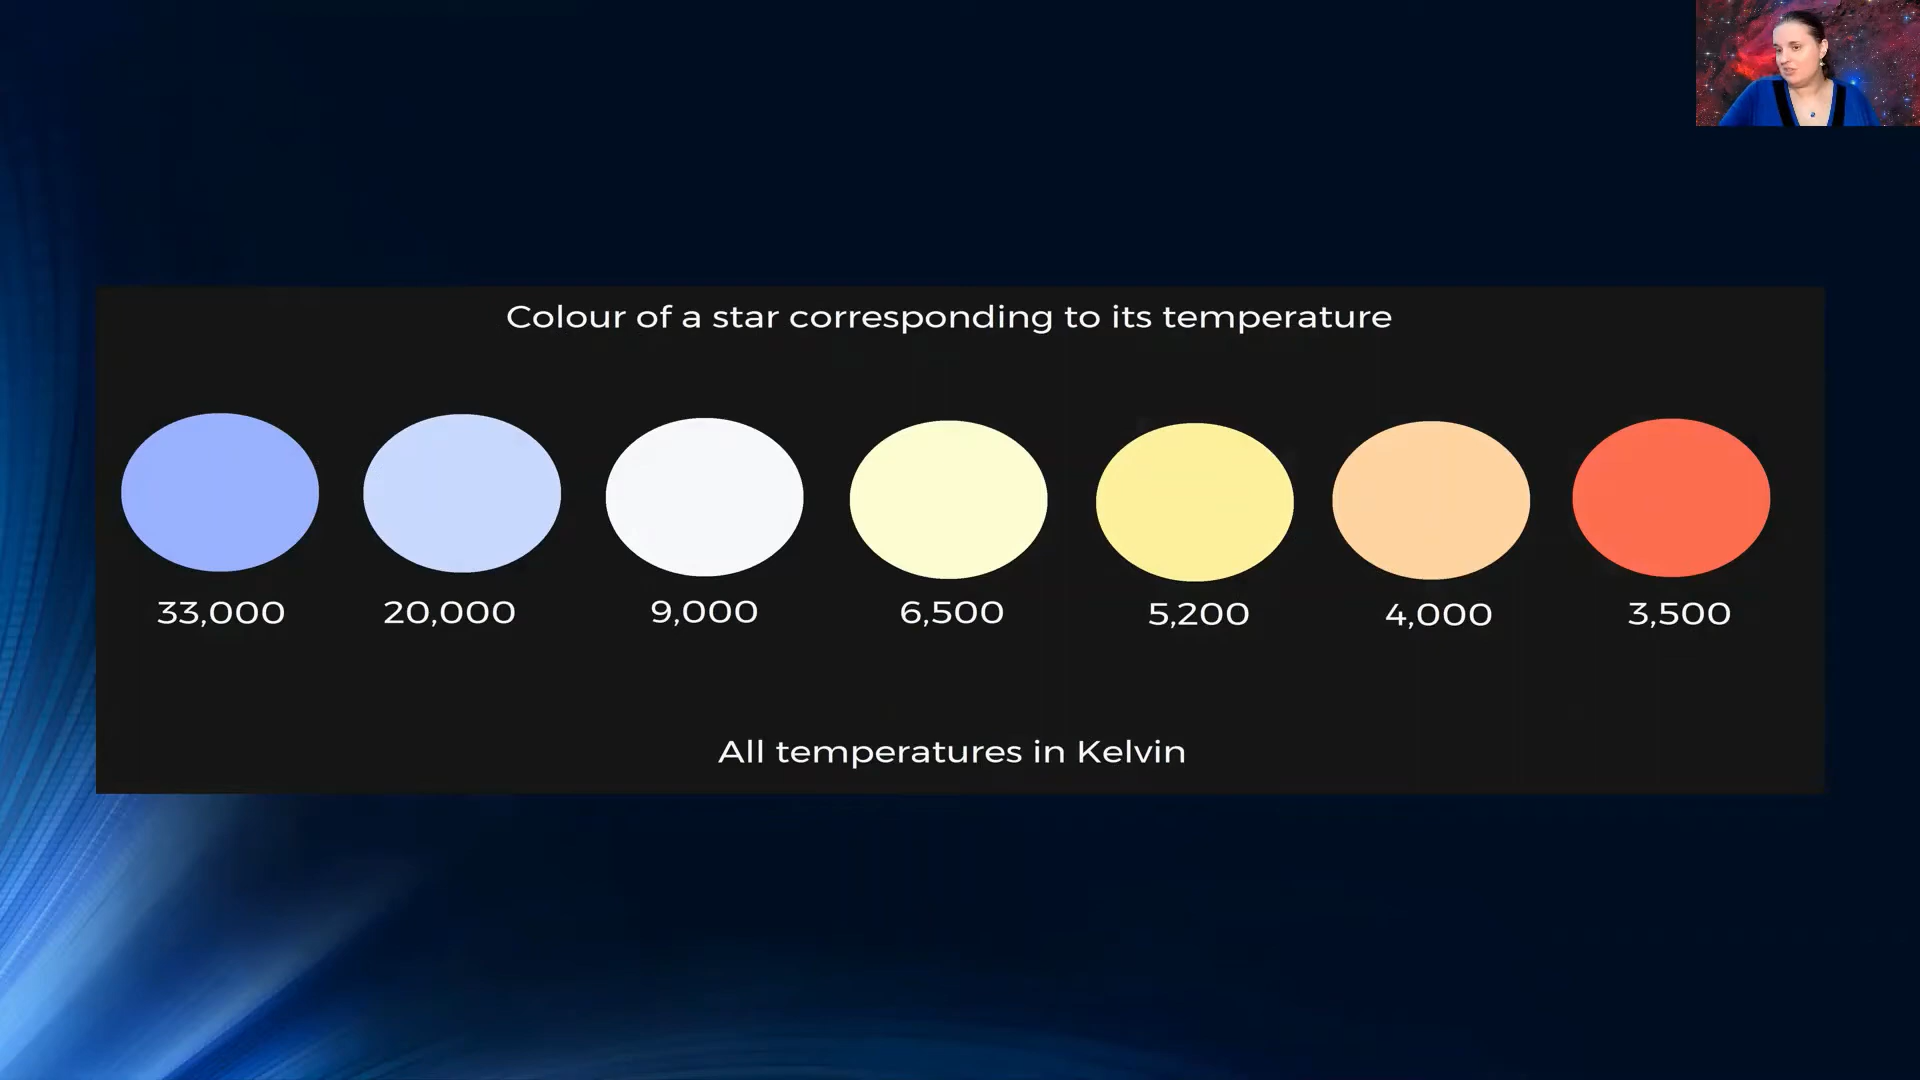 Colour of a star corresponding to its temperature
33,000 20,000 9,000 6,500 5,200 4,000 3,500
All temperatures in Kelvin